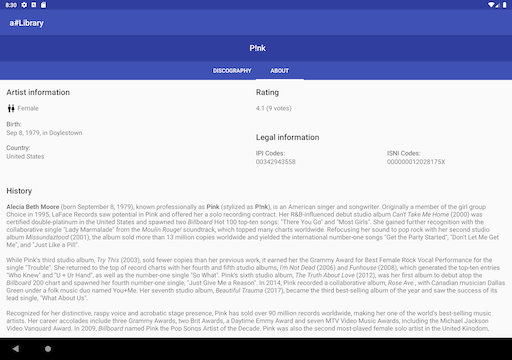 8:30
a#Library
P!nk
DISCOGRAPHY ABOUT
Artist information
Female
Birth:
Sep 8, 1979, in Doylestown
Country:
United States
Rating
4.1 (9 votes)
Legal information
IPI Codes:
00342943558
ISNI Codes:
000000012028175X
History
Alecia Beth Moore (born September 8, 1979), known professionally as Pink (stylized as P!nk), is an American singer and songwriter. Originally a member of the girl group
Choice in 1995, LaFace Records saw potential in Pink and offered her a solo recording contract. Her R&B-influenced debut studio album Can't Take Me Home (2000) was
certified double-platinum in the United States and spawned two Billboard Hot 100 top-ten songs: "There You Go" and "Most Girls". She gained further recognition with the
collaborative single "Lady Marmalade" from the Moulin Rouge! soundtrack, which topped many charts worldwide. Refocusing her sound to pop rock with her second studio
album Missundaztood (2001), the album sold more than 13 million copies worldwide and yielded the international number-one songs "Get the Party Started", "Don't Let Me Get
Me", and "Just Like a Pill".
While Pink's third studio album, Try This (2003), sold fewer copies than her previous work, it earned her the Grammy Award for Best Female Rock Vocal Performance for the
single "Trouble". She returned to the top of record charts with her fourth and fifth studio albums, I'm Not Dead (2006) and Funhouse (2008), which generated the top-ten entries
"Who Knew" and "U + Ur Hand", as well as the number-one single "So What". Pink's sixth studio album, The Truth About Love (2012), was her first album to debut atop the
Billboard 200 chart and spawned her fourth number-one single, "Just Give Me a Reason". In 2014, Pink recorded a collaborative album, Rose Ave., with Canadian musician Dallas
Green under a folk music duo named You+Me. Her seventh studio album, Beautiful Trauma (2017), became the third best-selling album of the year and saw the success of its
lead single, "What About Us".
Recognized for her distinctive, raspy voice and acrobatic stage presence, Pink has sold over 90 million records worldwide, making her one of the world's best-selling music
artists. Her career accolades include three Grammy Awards, two Brit Awards, a Daytime Emmy Award and seven MTV Video Music Awards, including the Michael Jackson
Video Vanguard Award. In 2009, Billboard named Pink the Pop Songs Artist of the Decade. Pink was also the second most-played female solo artist in the United Kingdom,